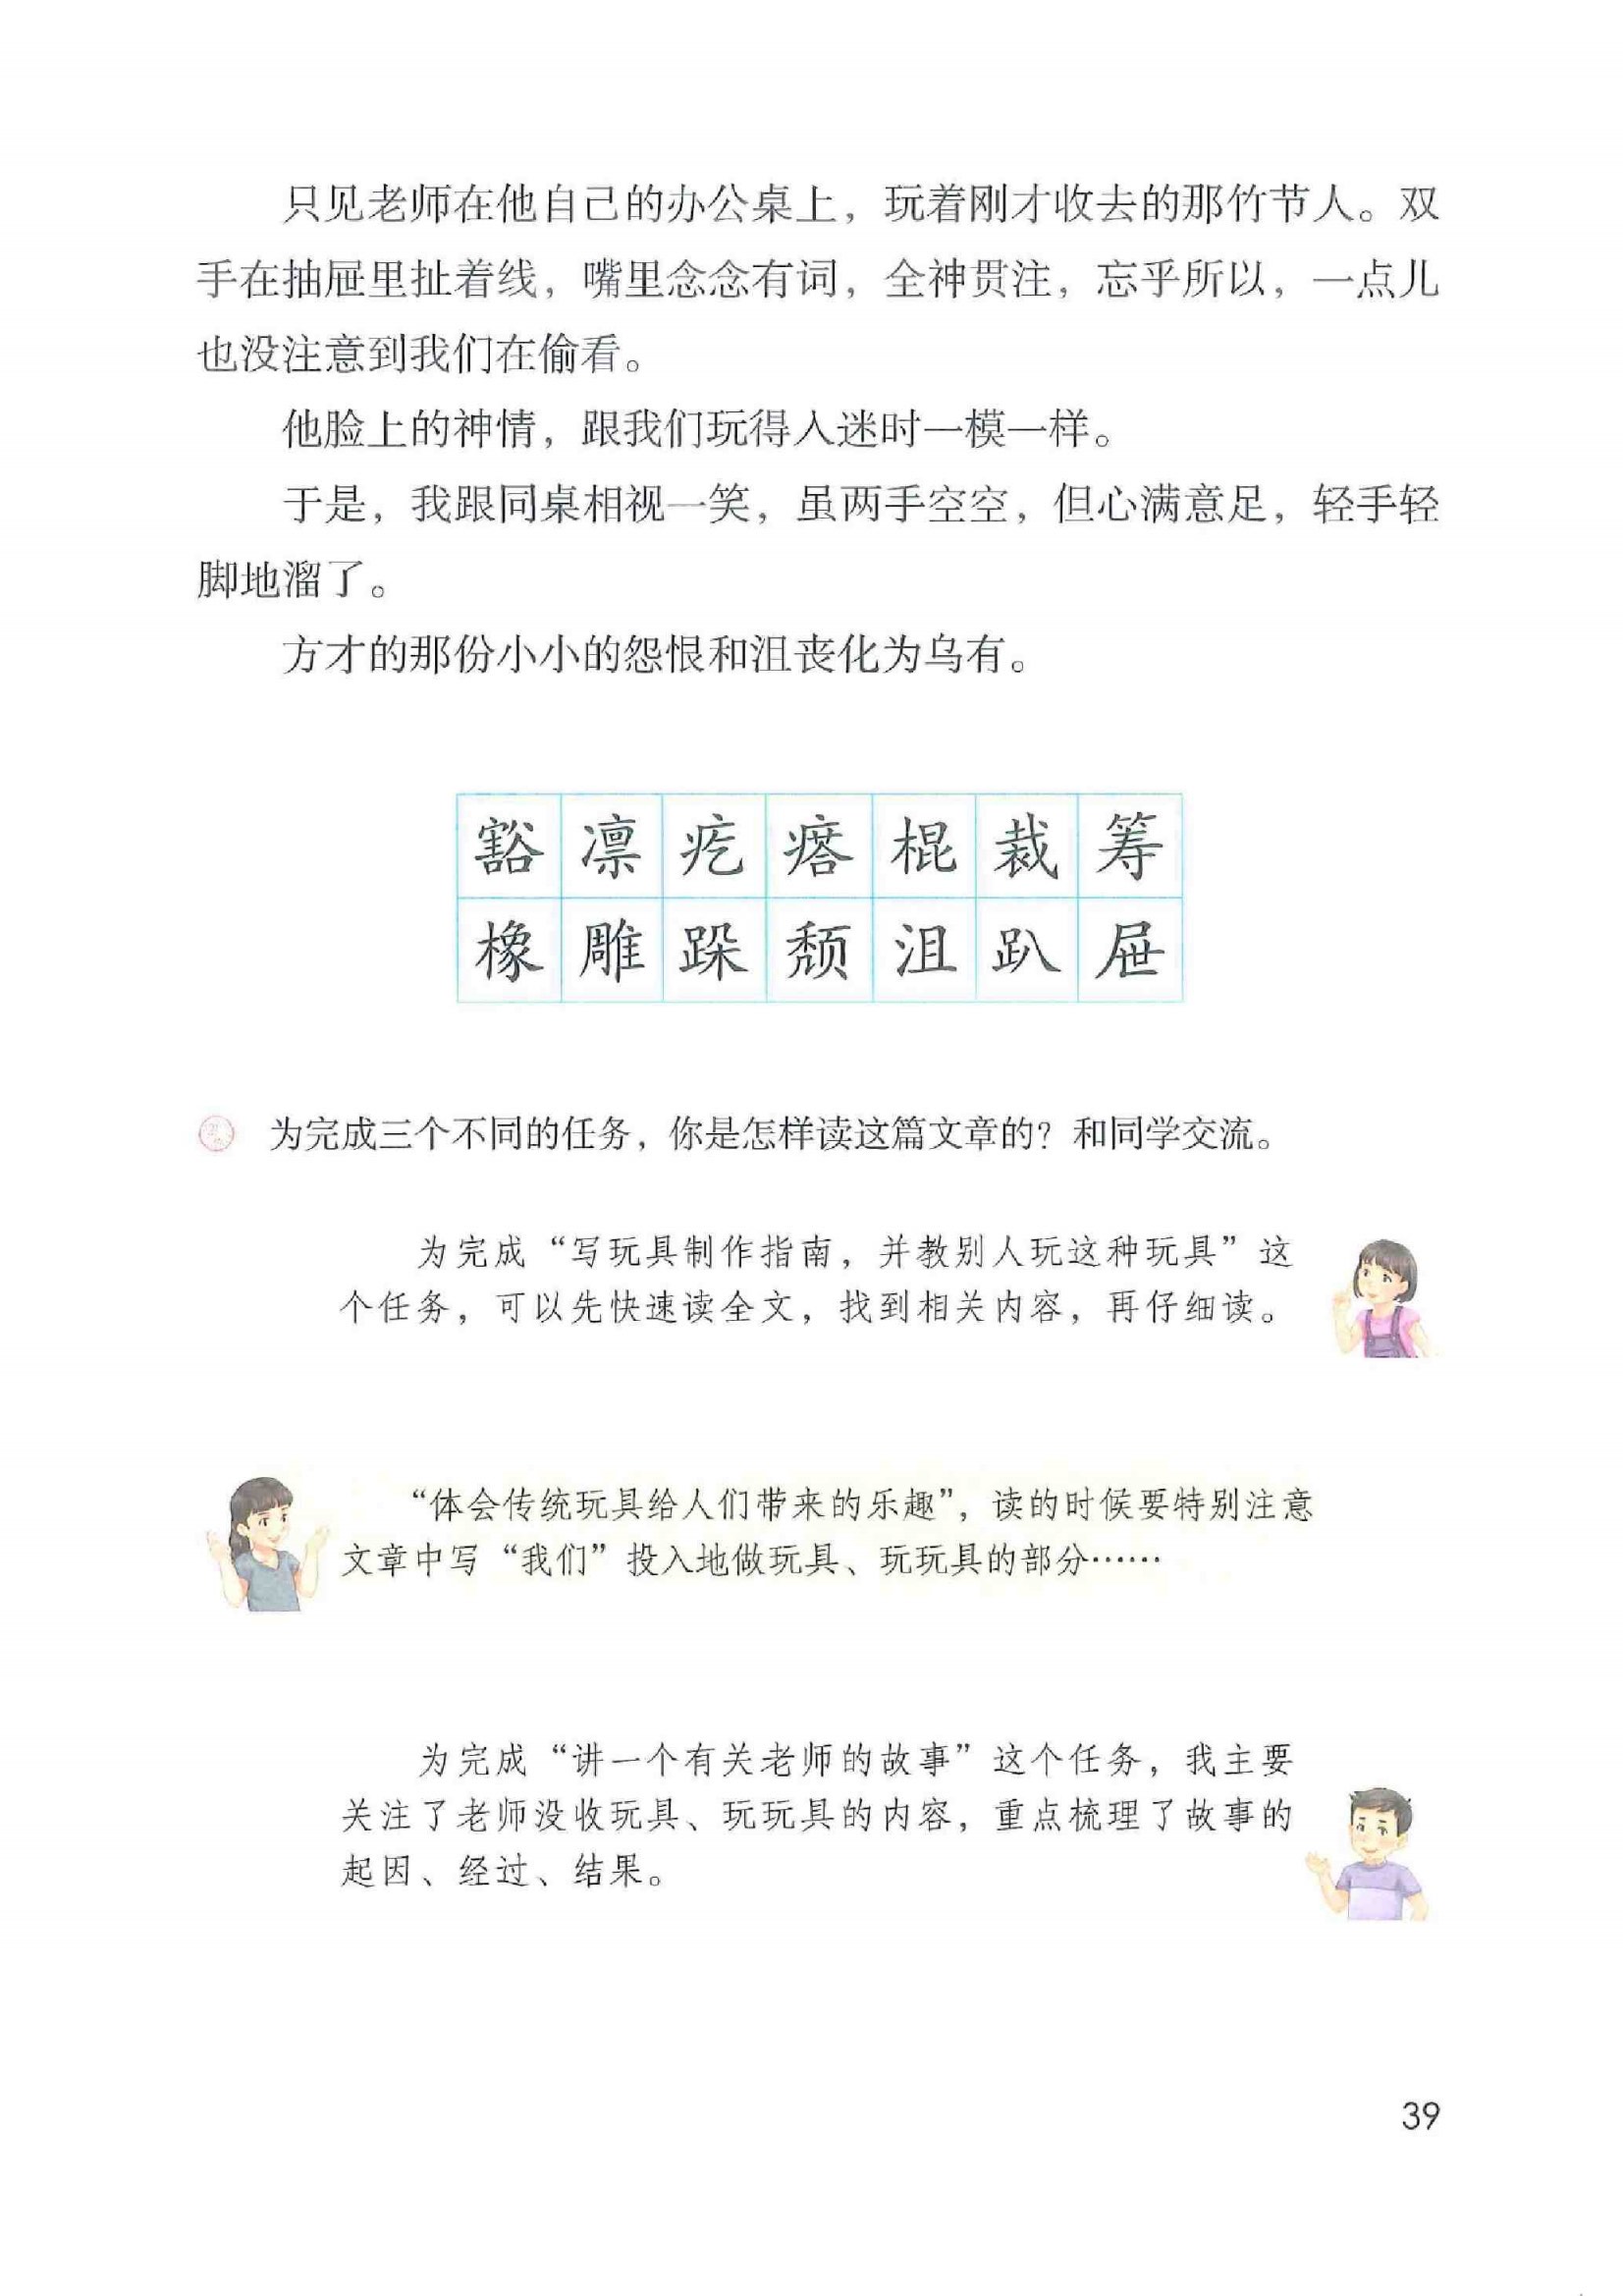 只见老师在他自己的办公桌上，玩着刚才收去的那竹节人。双
手在抽屉里扯着线，嘴里念念有词，全神贯注，忘乎所以，一点儿
也没注意到我们在偷看。
他脸上的神情，跟我们玩得入迷时一模一样。
于是，我跟同桌相视一笑，虽两手空空，但心满意足，轻手轻
脚地溜了。
方才的那份小小的怨恨和沮丧化为乌有。
豁 凛 疙 瘩 棍 裁 筹
橡 雕 跺 颓 沮 趴 屉
为完成三个不同的任务，你是怎样读这篇文章的？和同学交流。
为完成“写玩具制作指南，并教别人玩这种玩具”这
个任务，可以先快速读全文，找到相关内容，再仔细读。
“体会传统玩具给人们带来的乐趣”，读的时候要特别注意
文章中写“我们”投入地做玩具、玩玩具的部分……
为完成“讲一个有关老师的故事”这个任务，我主要
关注了老师没收玩具、玩玩具的内容，重点梳理了故事的
起因、经过、结果。
39